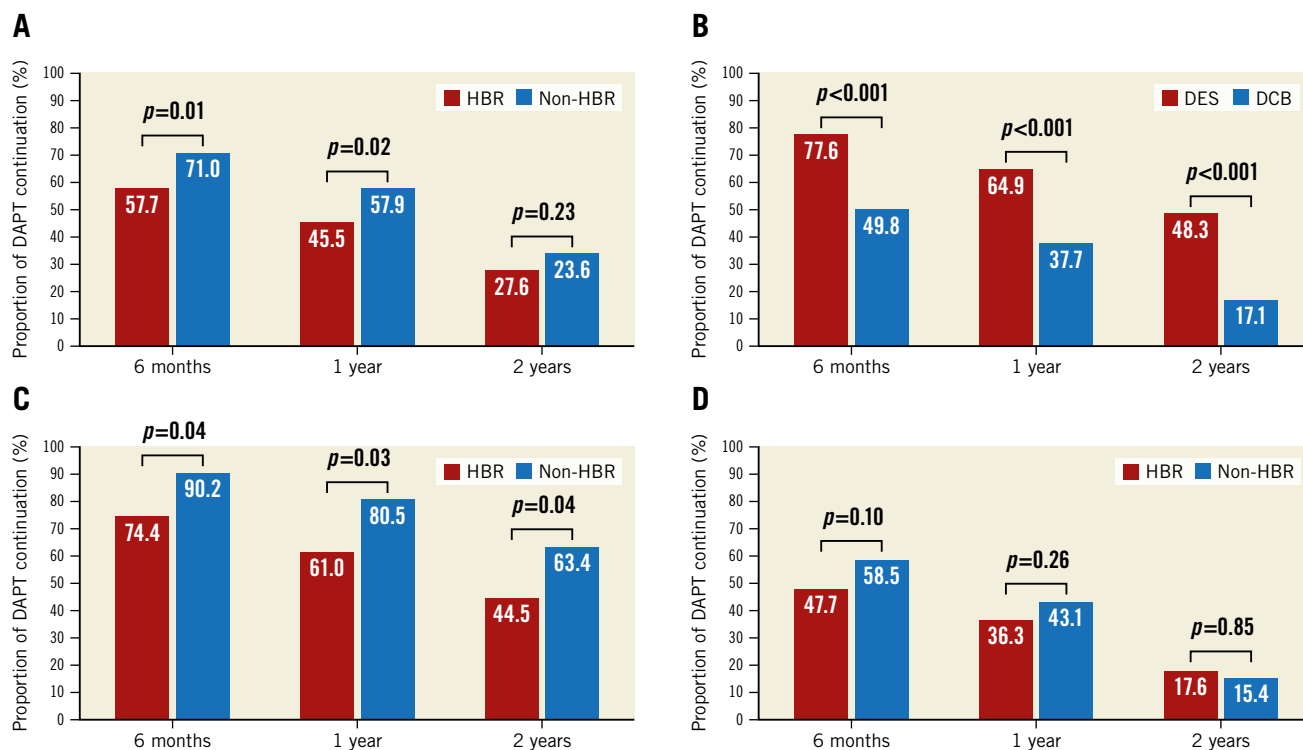 A
Proportion of DAPT continuation (%)
100
90
80
70
60
50
40
30
20
10
0
HBR Non-HBR
p=0.01
p=0.02
p=0.23
57.7
71.0
45.5
57.9
27.6
23.6
6 months 1 year 2 years
B
Proportion of DAPT continuation (%)
100
90
80
70
60
50
40
30
20
10
0
DES DCB
p<0.001
p<0.001
p<0.001
77.6
49.8
64.9
37.7
48.3
17.1
6 months 1 year 2 years
C
Proportion of DAPT continuation (%)
100
90
80
70
60
50
40
30
20
10
0
HBR Non-HBR
p=0.04
p=0.03
p=0.04
74.4
90.2
61.0
80.5
44.5
63.4
6 months 1 year 2 years
D
Proportion of DAPT continuation (%)
100
90
80
70
60
50
40
30
20
10
0
HBR Non-HBR
p=0.10
p=0.26
p=0.85
47.7
58.5
36.3
43.1
17.6
15.4
6 months 1 year 2 years